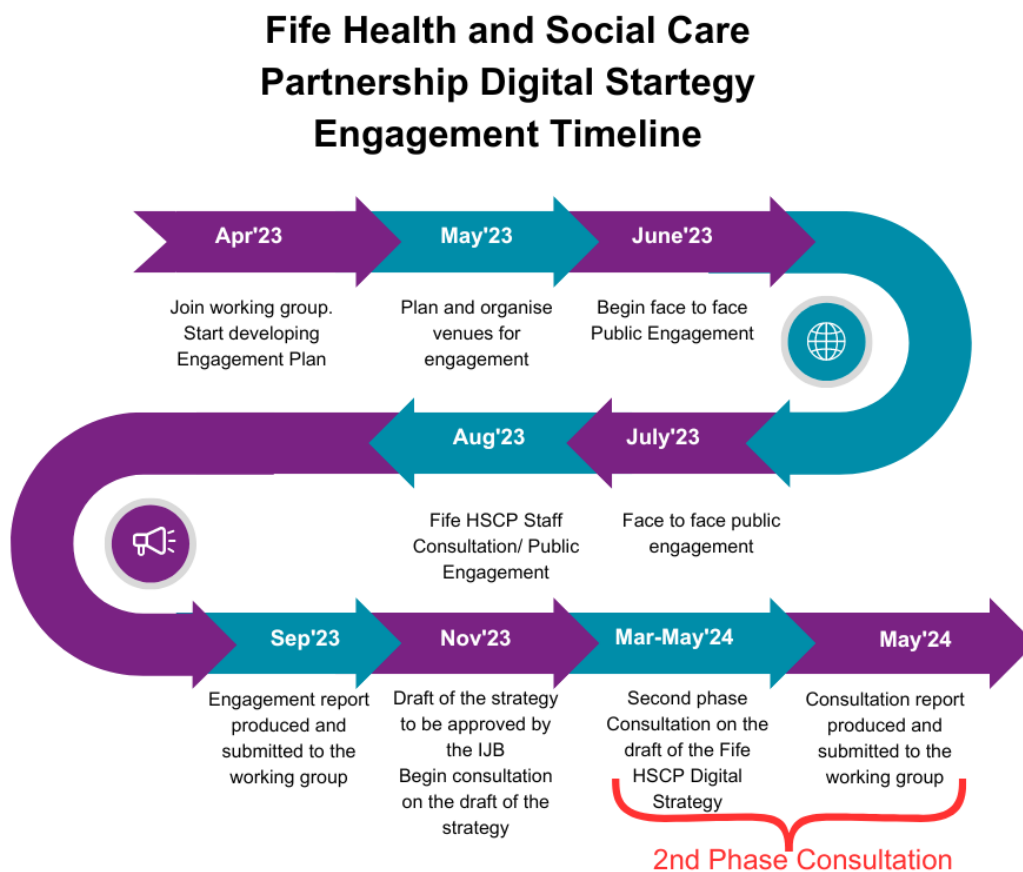 Fife Health and Social Care
Partnership Digital Startegy
Engagement Timeline
Apr'23
May'23
June'23
Join working group.
Start developing
Engagement Plan
Plan and organise
venues for
engagement
Begin face to face
Public Engagement
Aug'23
July'23
Fife HSCP Staff
Consultation/ Public
Engagement
Face to face public
engagement
Sep'23
Nov'23
Mar-May'24
May'24
Engagement report
produced and
submitted to the
working group
Draft of the strategy
to be approved by
the IJB
Begin consultation
on the draft of the
strategy
Second phase
Consultation on the
draft of the Fife
HSCP Digital
Strategy
Consultation report
produced and
submitted to the
working group
2nd Phase Consultation